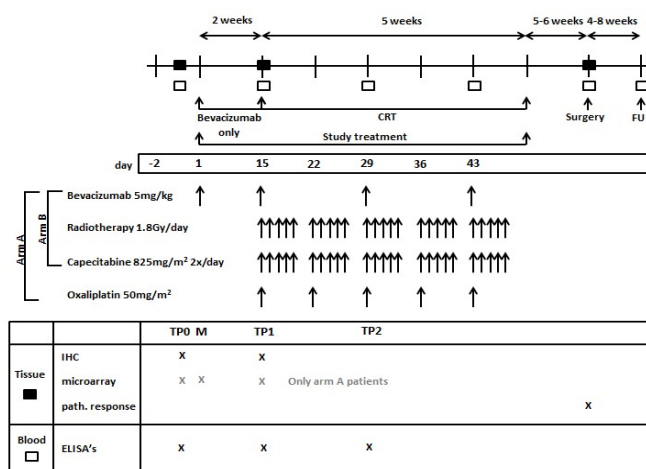 2 weeks 5 weeks 5-6 weeks 4-8 weeks
Bevacizumab only CRT Surgery FU
Study treatment
day -2 1 15 22 29 36 43
Arm A
Arm B
Bevacizumab 5mg/kg
Radiotherapy 1.8Gy/day
Capecitabine 825mg/m² 2x/day
Oxaliplatin 50mg/m²
TP0 M TP1 TP2
Tissue
IHC x x
microarray x x x Only arm A patients
path. response x
Blood
ELISA's x x x